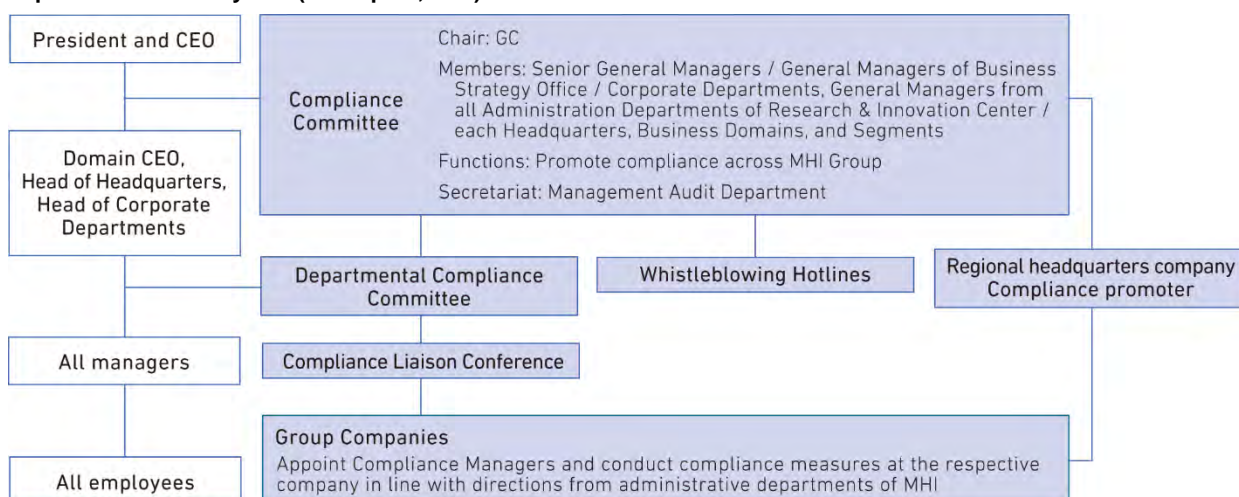 President and CEO
Compliance
Committee
Chair: GC
Members: Senior General Managers / General Managers of Business
Strategy Office / Corporate Departments, General Managers from
all Administration Departments of Research & Innovation Center /
each Headquarters, Business Domains, and Segments
Functions: Promote compliance across MHI Group
Secretariat: Management Audit Department
Domain CEO,
Head of Headquarters,
Head of Corporate
Departments
Departmental Compliance
Committee
Whistleblowing Hotlines
Regional headquarters company
Compliance promoter
All managers
Compliance Liaison Conference
Group Companies
Appoint Compliance Managers and conduct compliance measures at the respective
company in line with directions from administrative departments of MHI
All employees